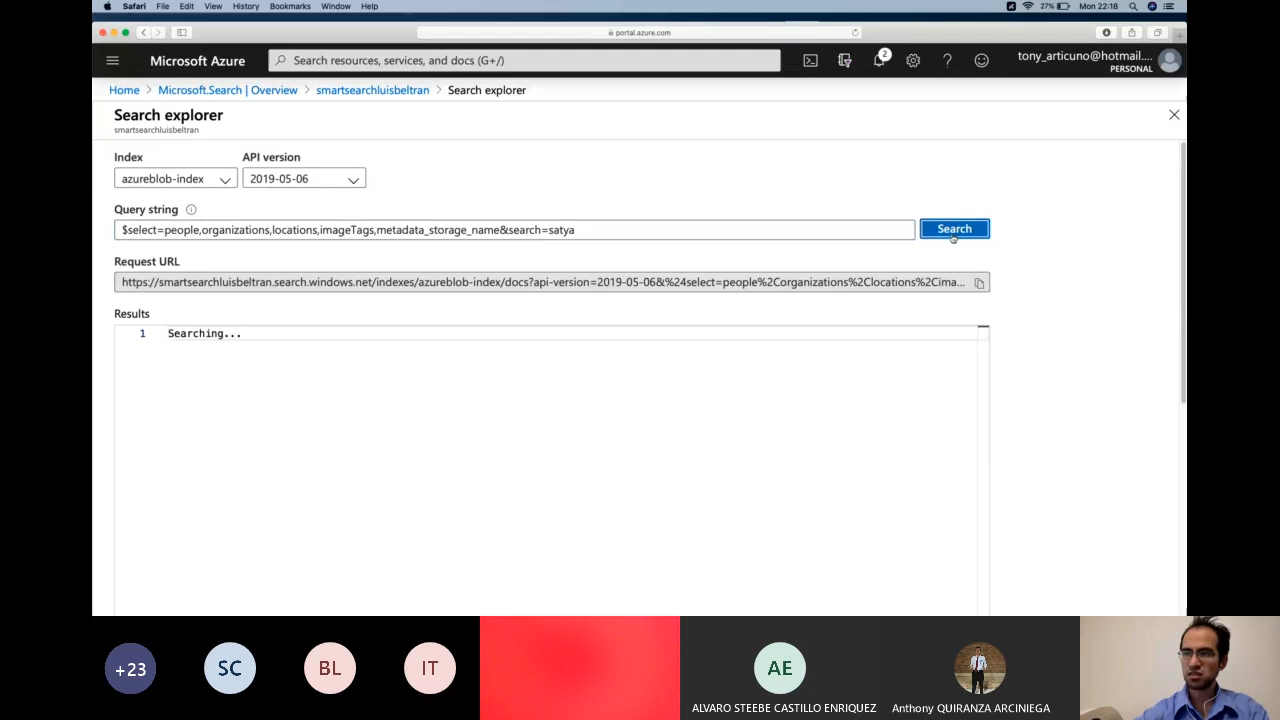 Safari File Edit View History Bookmarks Window Help 27% Mon 22:18
portal.azure.com
Microsoft Azure Search resources, services, and docs (G+/) 2 tony_articuno@hotmail....
PERSONAL
Home > Microsoft.Search | Overview > smartsearchluisbeltran > Search explorer
Search explorer
smartsearchluisbeltran
Index API version
azureblob-index 2019-05-06
Query string
$select=people,organizations,locations,imageTags,metadata_storage_name&search=satya Search
Request URL
https://smartsearchluisbeltran.search.windows.net/indexes/azureblob-index/docs?api-version=2019-05-06&%24select=people%2Corganizations%2Clocations%2Cima...
Results
1 Searching...
+23 SC BL IT AE
ALVARO STEEBE CASTILLO ENRIQUEZ Anthony QUIRANZA ARCINIEGA